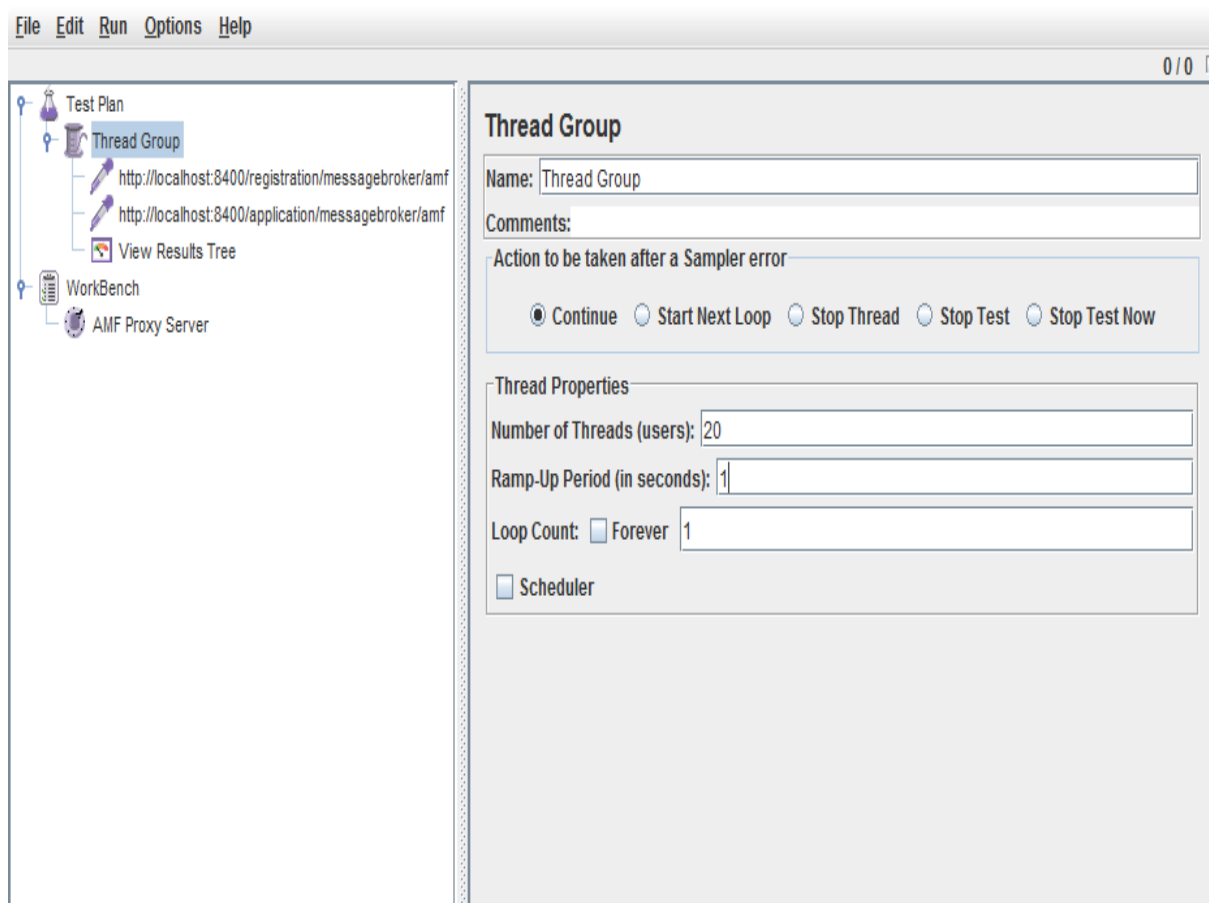 File Edit Run Options Help
0 / 0
Test Plan
Thread Group
http://localhost:8400/registration/messagebroker/amf
http://localhost:8400/application/messagebroker/amf
View Results Tree
WorkBench
AMF Proxy Server
Thread Group
Name: Thread Group
Comments:
Action to be taken after a Sampler error
Continue Start Next Loop Stop Thread Stop Test Stop Test Now
Thread Properties
Number of Threads (users): 20
Ramp-Up Period (in seconds): 1
Loop Count: Forever 1
Scheduler